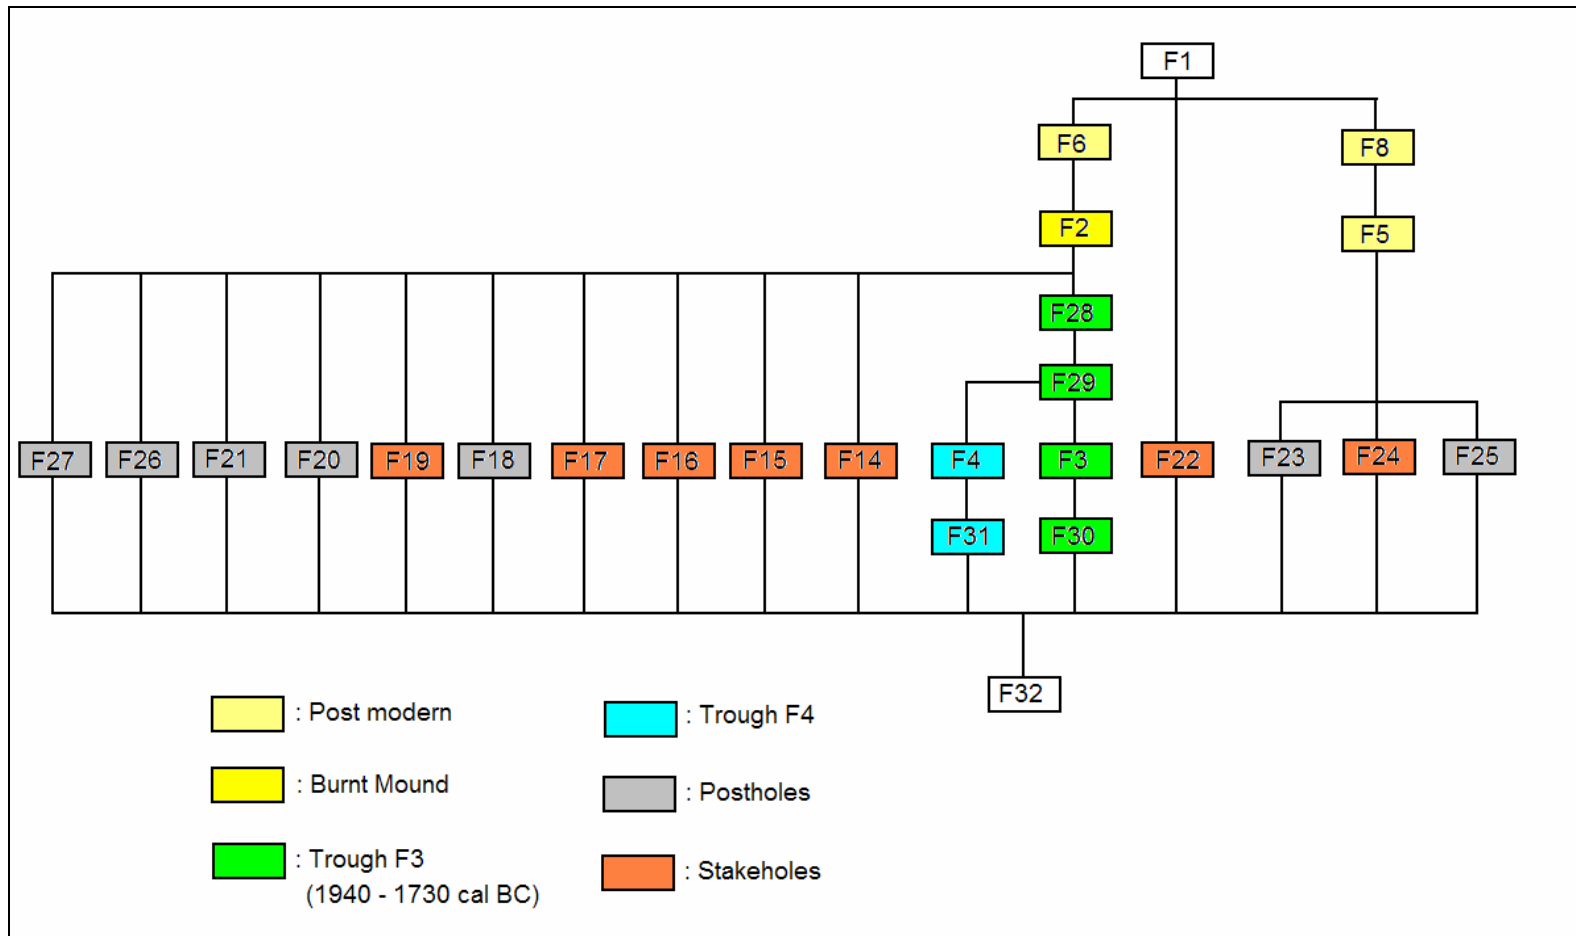 F1
F6
F8
F2
F5
F28
F29
F27 F26 F21 F20 F19 F18 F17 F16 F15 F14 F4 F3 F22 F23 F24 F25
F31 F30
F32
: Post modern
: Trough F4
: Burnt Mound
: Postholes
: Trough F3
(1940 - 1730 cal BC)
: Stakeholes